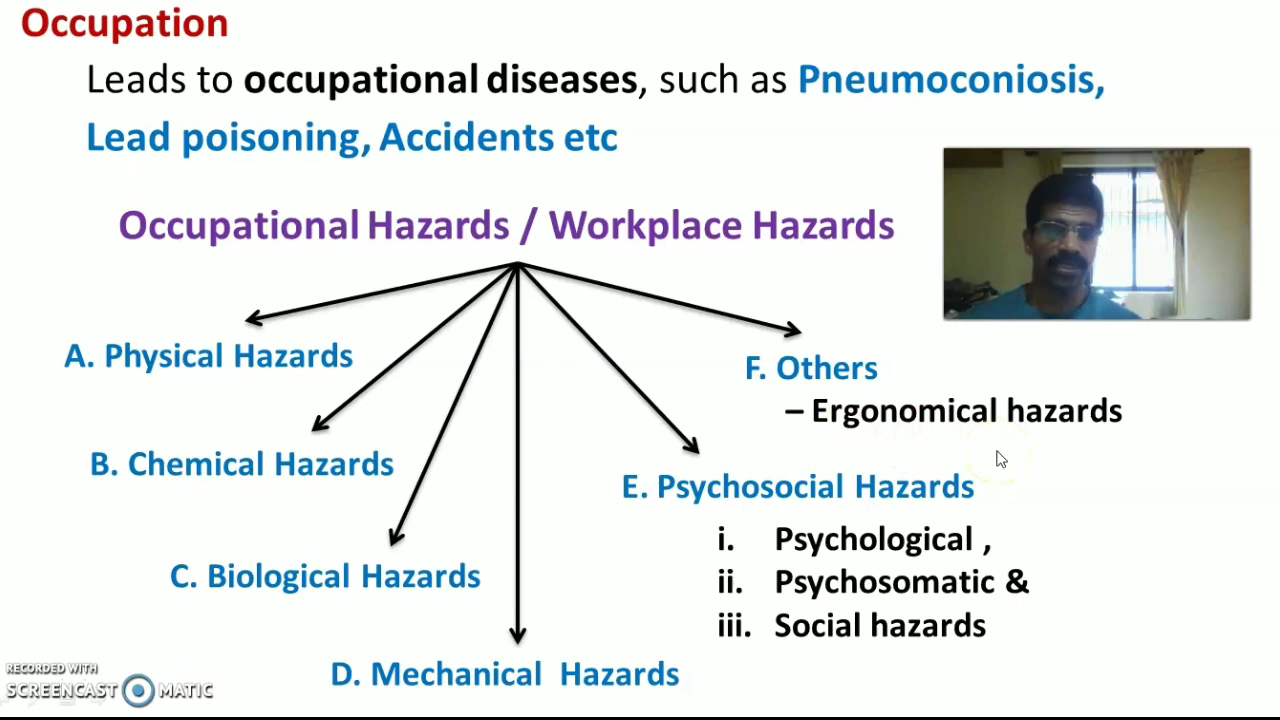 Occupation
Leads to occupational diseases, such as Pneumoconiosis,
Lead poisoning, Accidents etc
Occupational Hazards / Workplace Hazards
A. Physical Hazards
B. Chemical Hazards
C. Biological Hazards
D. Mechanical Hazards
E. Psychosocial Hazards
i. Psychological ,
ii. Psychosomatic &
iii. Social hazards
F. Others
– Ergonomical hazards
RECORDED WITH
SCREENCAST MATIC